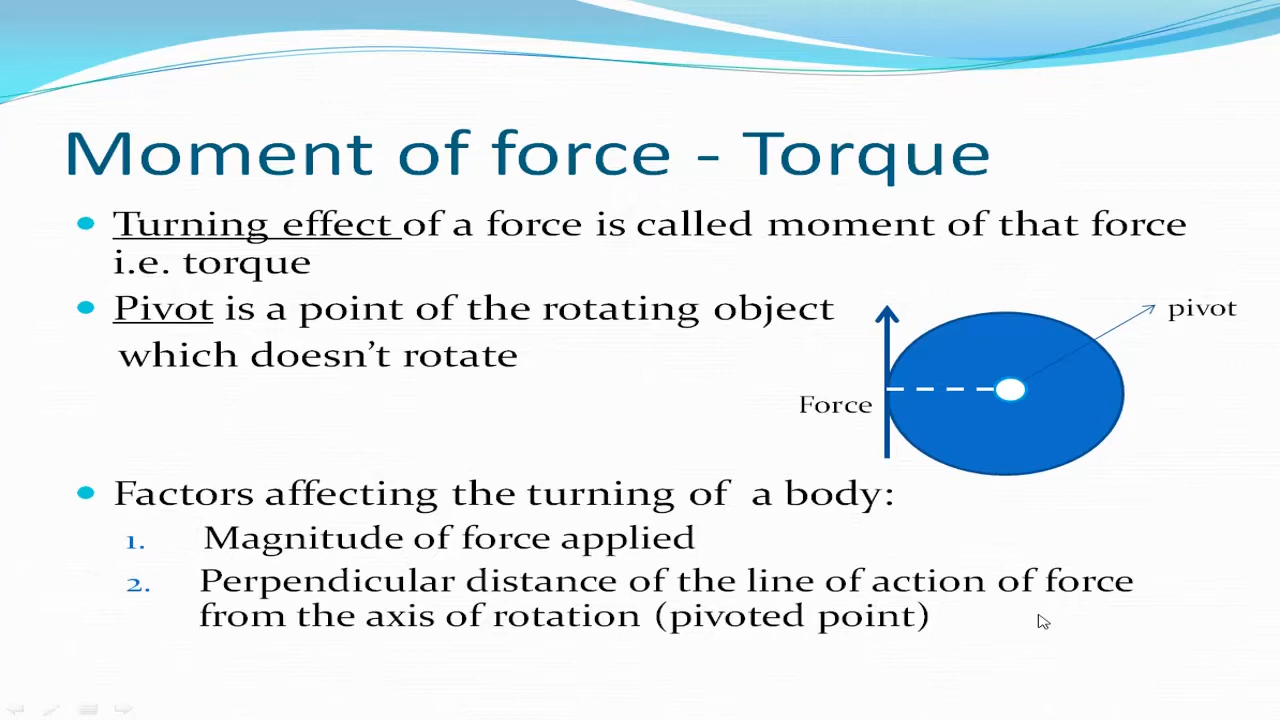 Moment of force - Torque
• Turning effect of a force is called moment of that force
i.e. torque
• Pivot is a point of the rotating object
which doesn't rotate
pivot
Force
• Factors affecting the turning of a body:
1. Magnitude of force applied
2. Perpendicular distance of the line of action of force
from the axis of rotation (pivoted point)